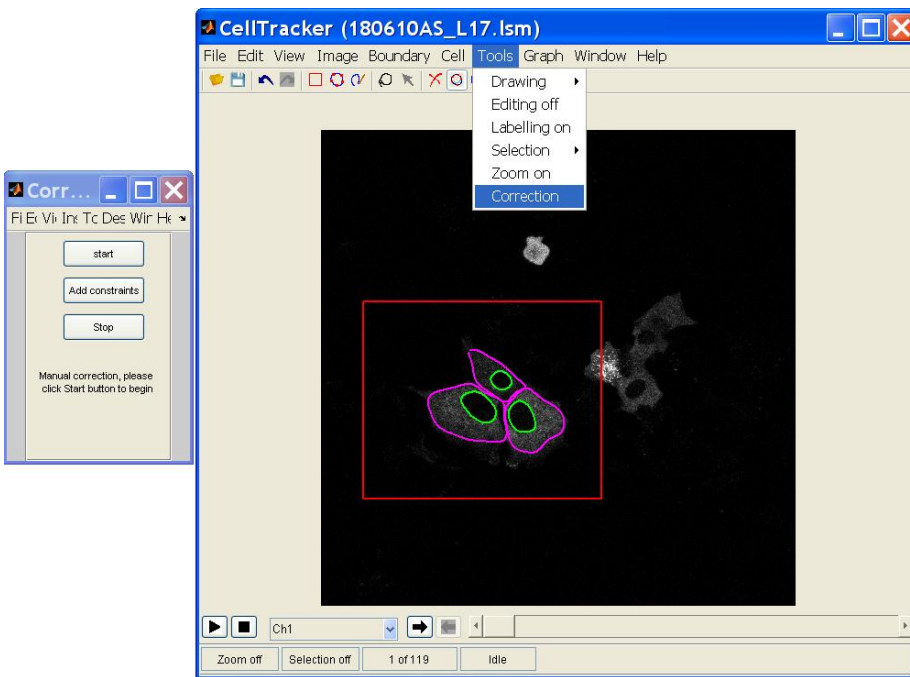 CellTracker (180610AS_L17.lsm)
File Edit View Image Boundary Cell Tools Graph Window Help
Drawing
Editing off
Labelling on
Selection
Zoom on
Correction
Corr...
Fi Ec Vi In: Tc Des Wir He
start
Add constraints
Stop
Manual correction, please
click Start button to begin
Ch1
Zoom off Selection off 1 of 119 Idle